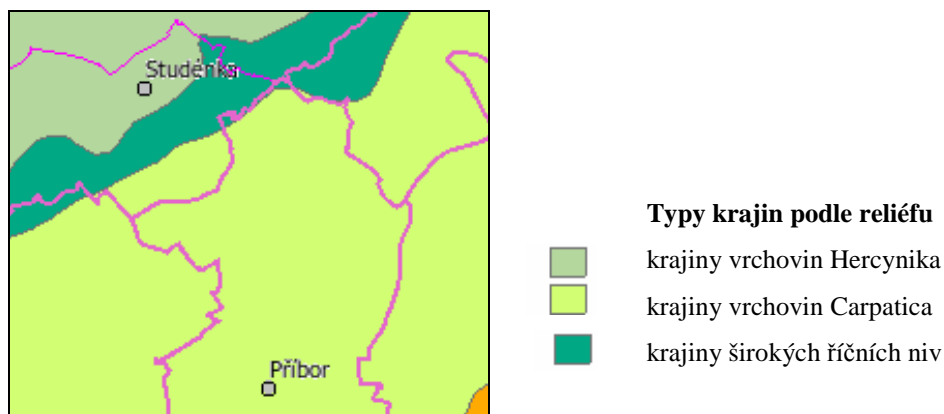 Studénka
Příbor
Typy krajin podle reliéfu
krajiny vrchovin Hercynika
krajiny vrchovin Carpatica
krajiny širokých říčních niv